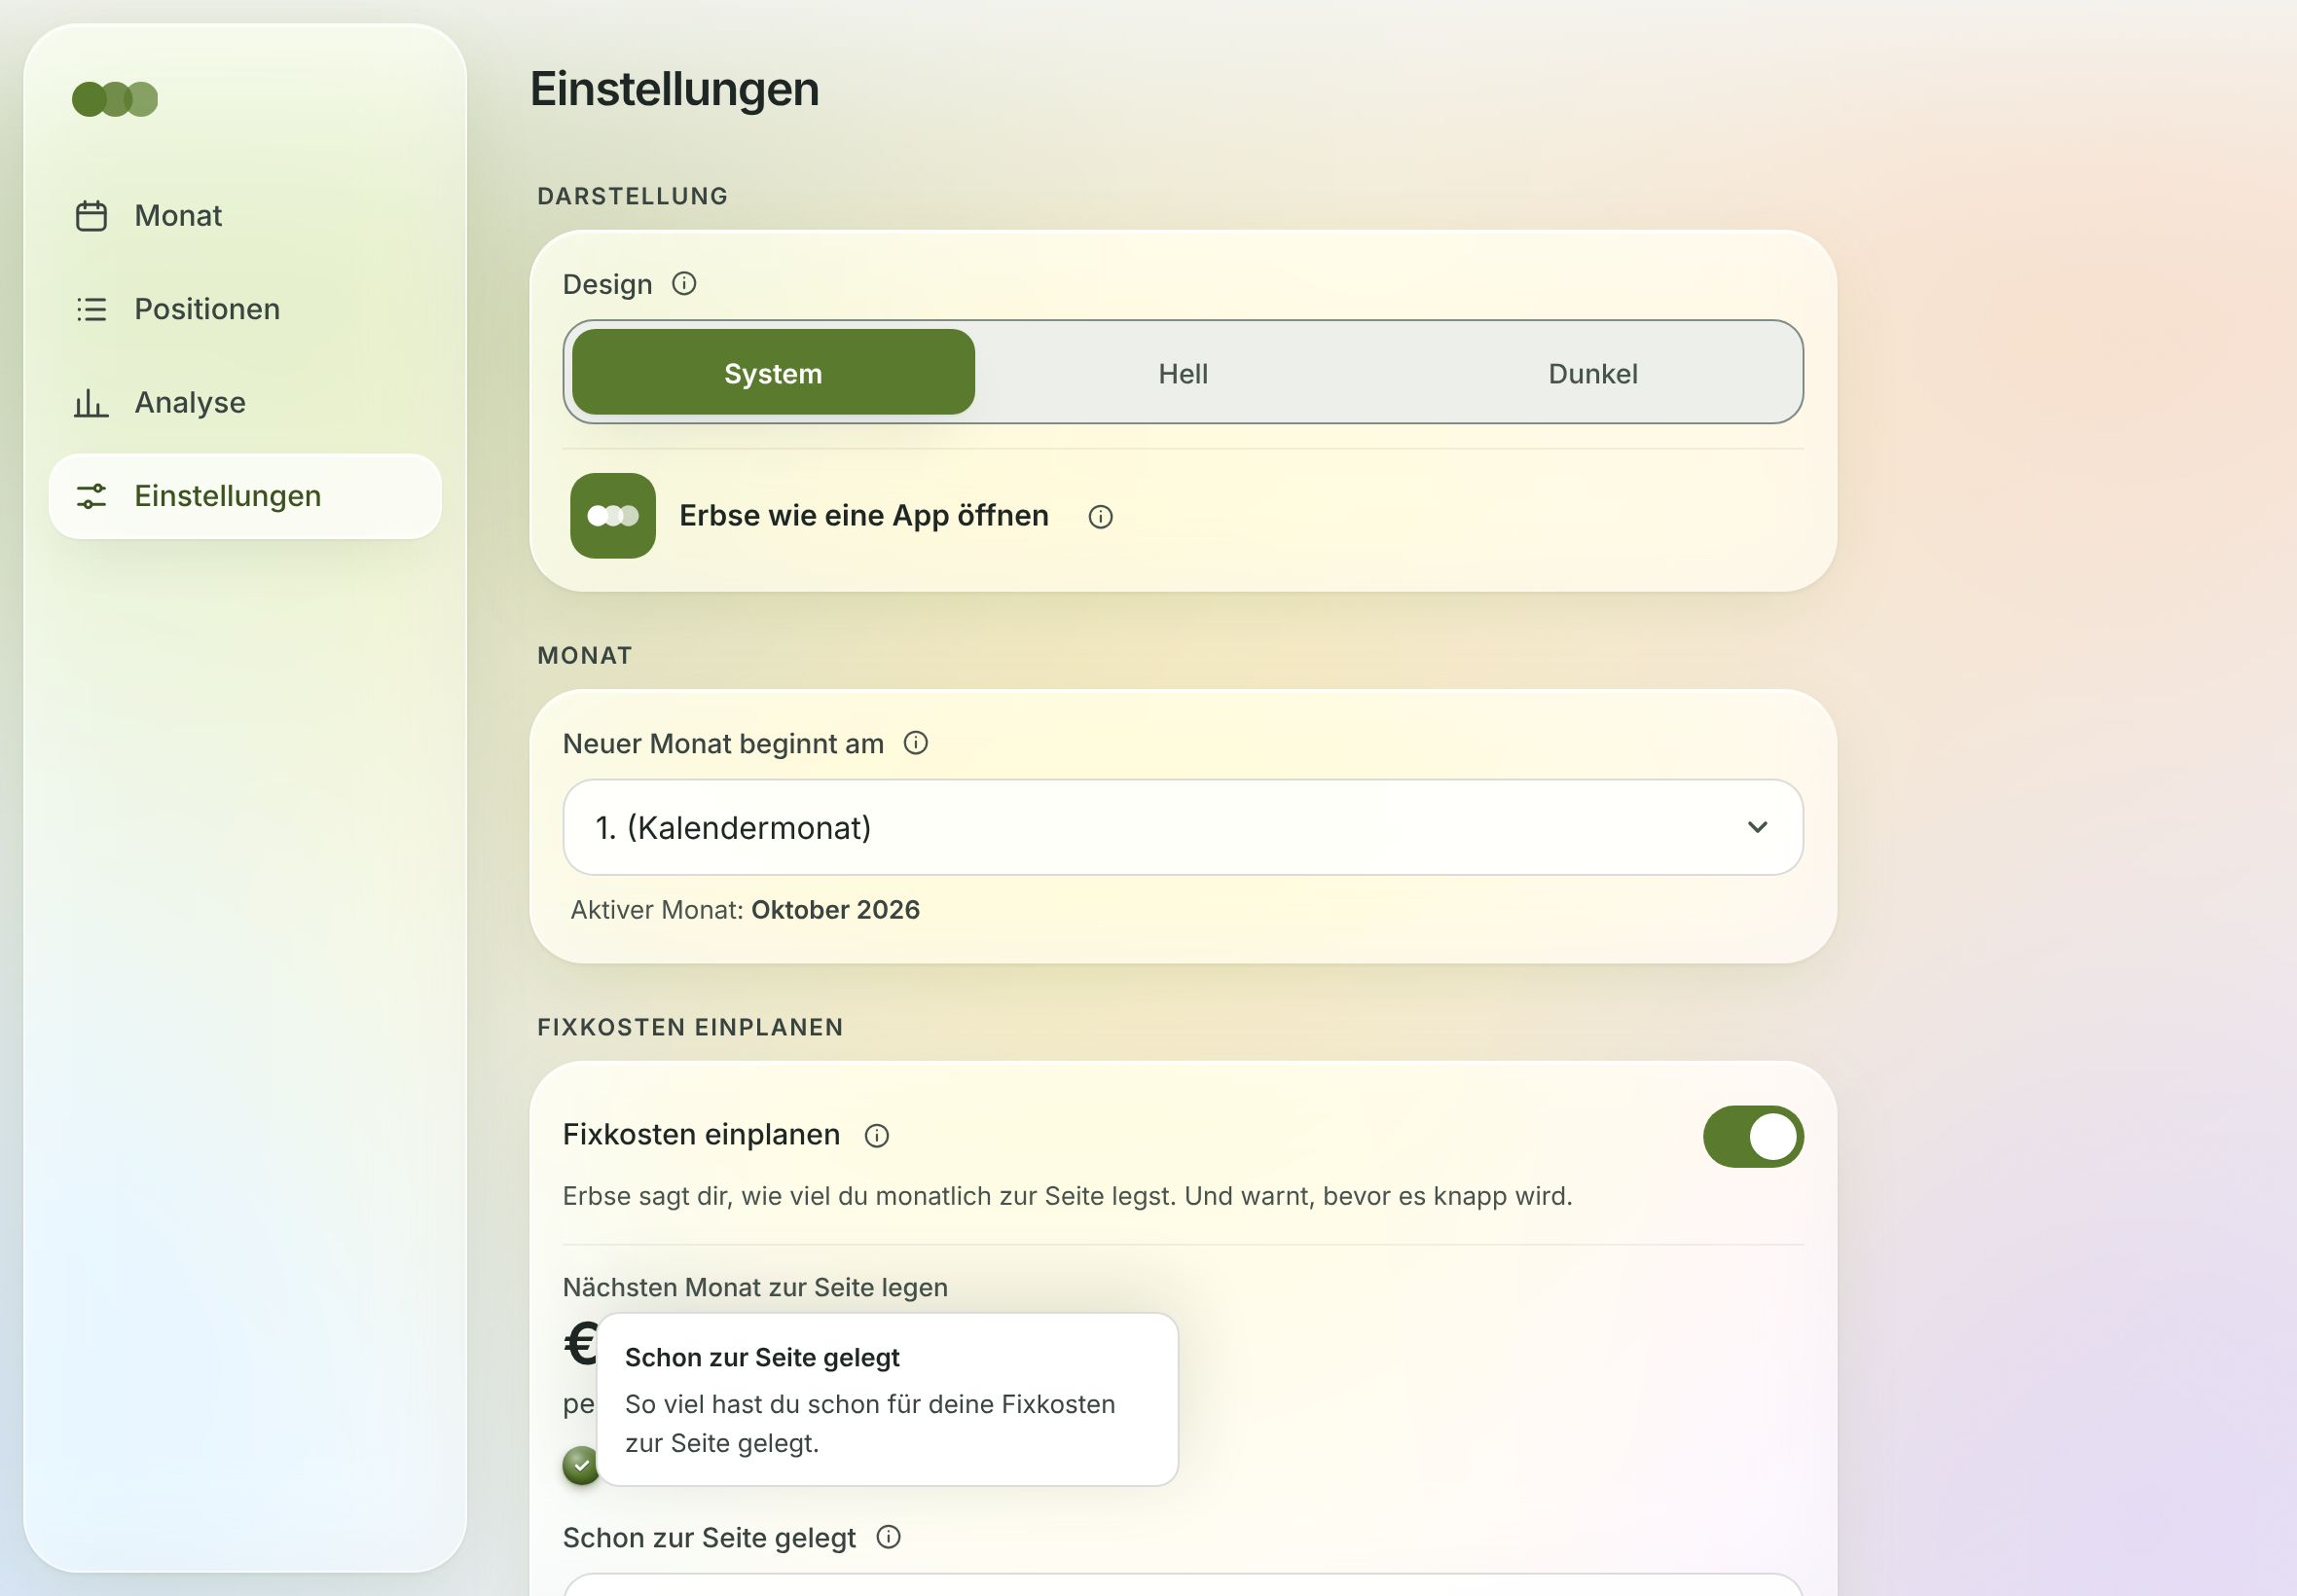 Einstellungen
Monat
Positionen
Analyse
Einstellungen
DARSTELLUNG
Design
System
Hell
Dunkel
Erbse wie eine App öffnen
MONAT
Neuer Monat beginnt am
1. (Kalendermonat)
Aktiver Monat: Oktober 2026
FIXKOSTEN EINPLANEN
Fixkosten einplanen
Erbse sagt dir, wie viel du monatlich zur Seite legst. Und warnt, bevor es knapp wird.
Nächsten Monat zur Seite legen
€
pe
Schon zur Seite gelegt
So viel hast du schon für deine Fixkosten
zur Seite gelegt.
Schon zur Seite gelegt